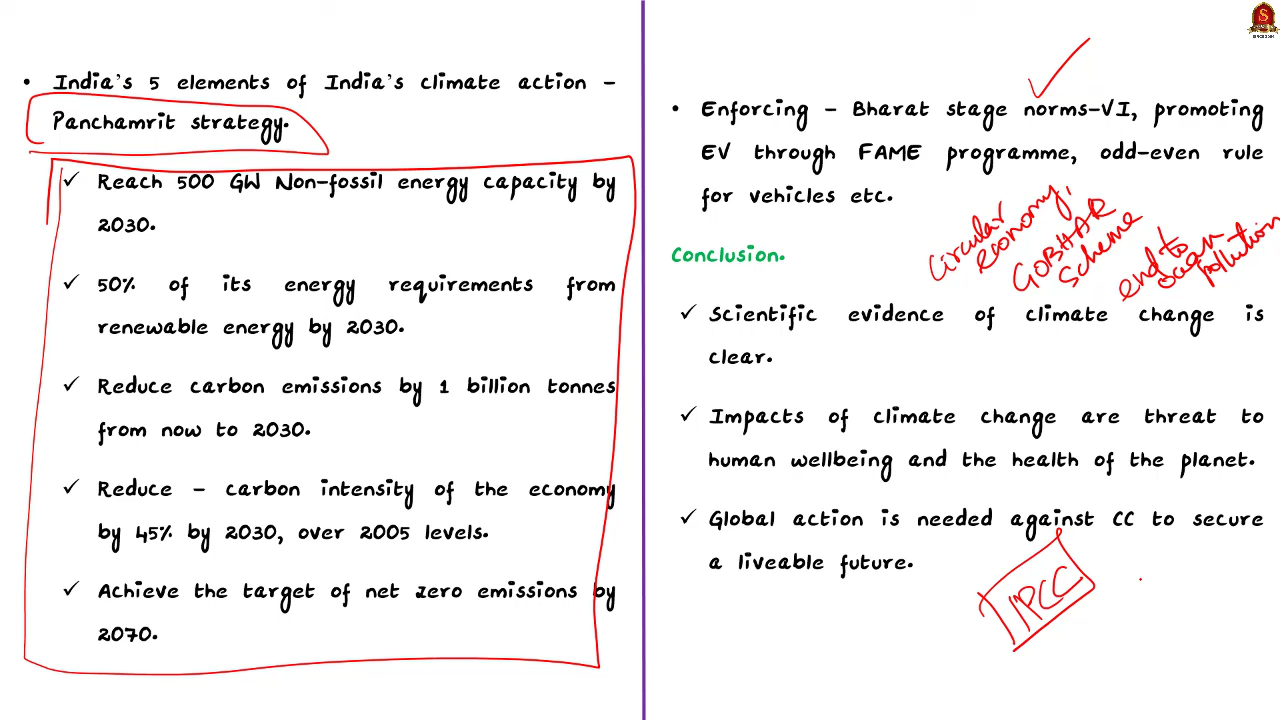 • India's 5 elements of India's climate action –
Panchamrit strategy.
✓ Reach 500 GW Non-fossil energy capacity by
2030.
✓ 50% of its energy requirements from
renewable energy by 2030.
✓ Reduce carbon emissions by 1 billion tonnes
from now to 2030.
✓ Reduce – carbon intensity of the economy
by 45% by 2030, over 2005 levels.
✓ Achieve the target of net zero emissions by
2070.
• Enforcing – Bharat stage norms-VI, promoting
EV through FAME programme, odd-even rule
for vehicles etc.
Circular
economy,
GOBHAR
Scheme
end to
ocean
pollution
Conclusion.
✓ Scientific evidence of climate change is
clear.
✓ Impacts of climate change are threat to
human wellbeing and the health of the planet.
✓ Global action is needed against CC to secure
a liveable future.
IPCC